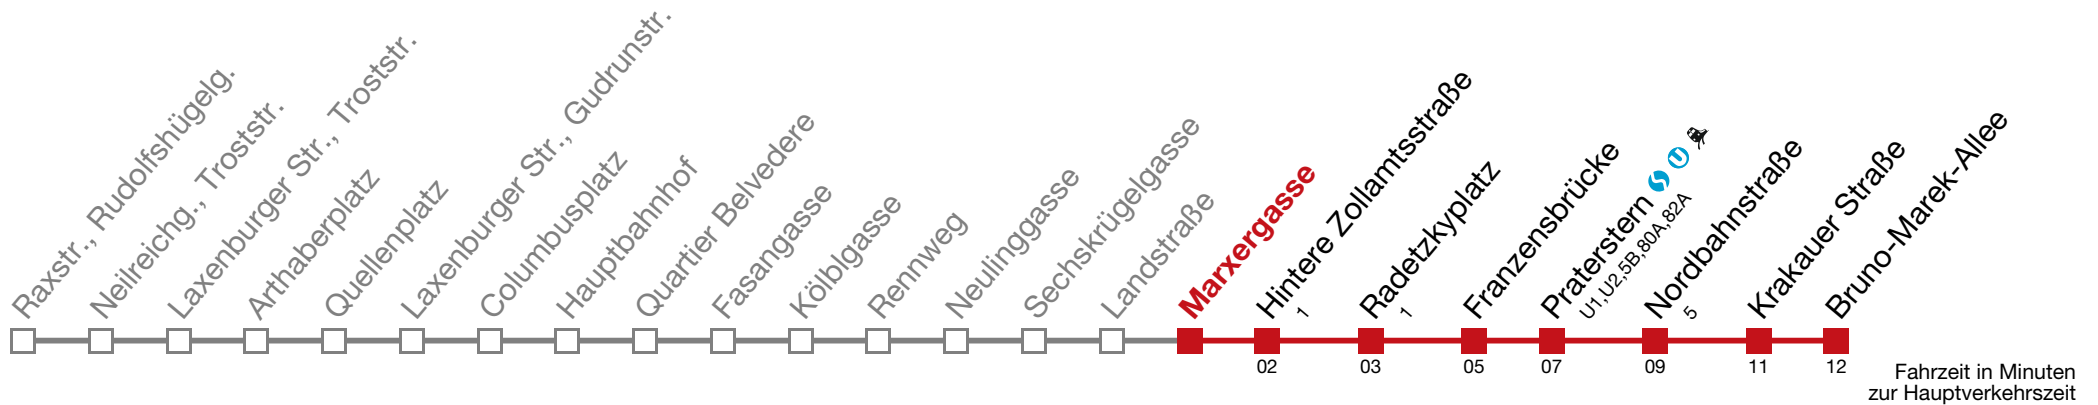 Raxstr., Rudolfshügelg.
Neilreichg., Troststr.
Laxenburger Str., Troststr.
Arthaberplatz
Quellenplatz
Laxenburger Str., Gudrunstr.
Columbusplatz
Hauptbahnhof
Quartier Belvedere
Fasangasse
Kölblgasse
Rennweg
Neulinggasse
Sechskrügelgasse
Landstraße
Marxergasse
Hintere Zollamtsstraße
1
Radetzkyplatz
1
Franzensbrücke
Praterstern S U
U1,U2,5B,80A,82A
Nordbahnstraße
5
Krakauer Straße
Bruno-Marek-Allee
02 03 05 07 09 11 12
Fahrzeit in Minuten
zur Hauptverkehrszeit